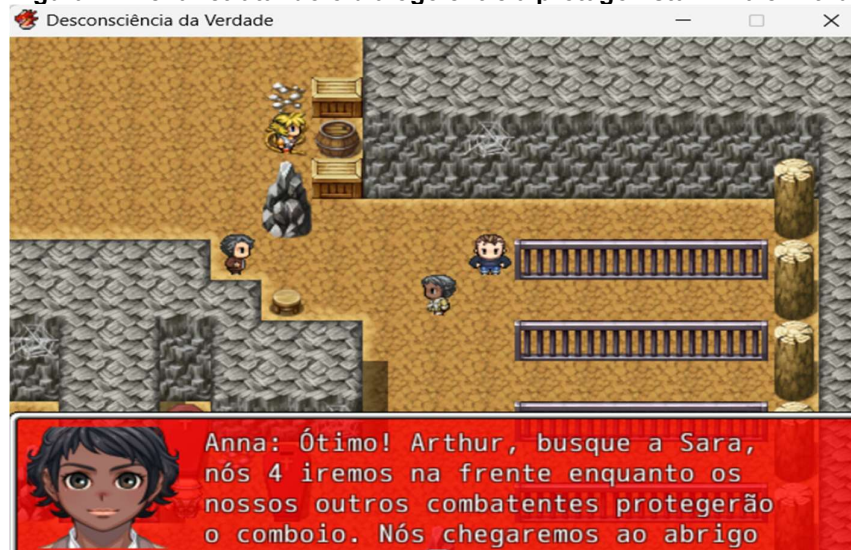 Desconsciência da Verdade
Anna: Ótimo! Arthur, busque a Sara,
nós 4 iremos na frente enquanto os
nossos outros combatentes protegerão
o comboio. Nós chegaremos ao abrigo